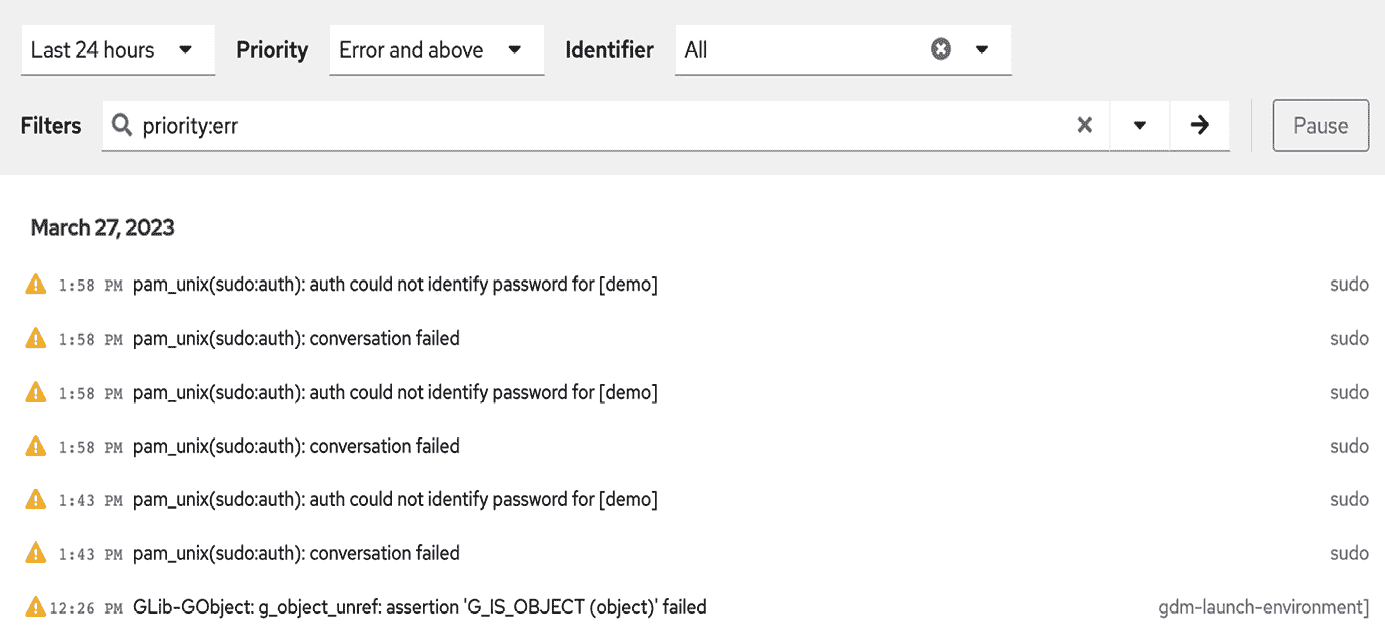 Last 24 hours Priority Error and above Identifier All
Filters priority:err Pause
March 27, 2023
1:58 PM pam_unix(sudo:auth): auth could not identify password for [demo] sudo
1:58 PM pam_unix(sudo:auth): conversation failed sudo
1:58 PM pam_unix(sudo:auth): auth could not identify password for [demo] sudo
1:58 PM pam_unix(sudo:auth): conversation failed sudo
1:43 PM pam_unix(sudo:auth): auth could not identify password for [demo] sudo
1:43 PM pam_unix(sudo:auth): conversation failed sudo
12:26 PM GLib-GObject: g_object_unref: assertion 'G_IS_OBJECT (object)' failed gdm-launch-environment]